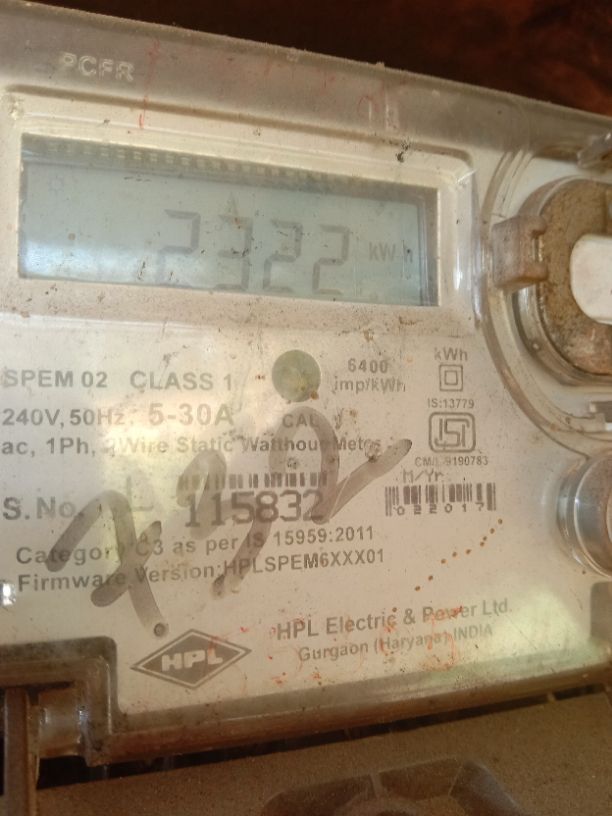 PCFR
2322 kWh
SPEM 02 CLASS 1
6400
imp/kWh
kWh
240V, 50Hz, 5-30A
CAL
IS:13779
ac, 1Ph, 2Wire Static Watthour Meter
CM/L-9190783
M/Yr.
S.No.
115832
022017
Category C3 as per IS 15959:2011
Firmware Version:HPLSPEM6XXX01
HPL Electric & Power Ltd.
Gurgaon (Haryana) INDIA
HPL